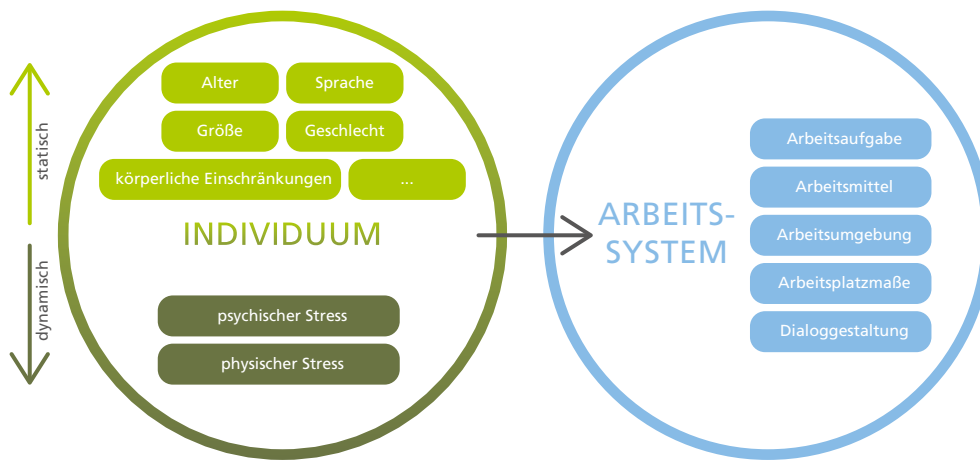 statisch
dynamisch
Alter
Sprache
Größe
Geschlecht
körperliche Einschränkungen
...
INDIVIDUUM
psychischer Stress
physischer Stress
ARBEITS-
SYSTEM
Arbeitsaufgabe
Arbeitsmittel
Arbeitsumgebung
Arbeitsplatzmaße
Dialoggestaltung